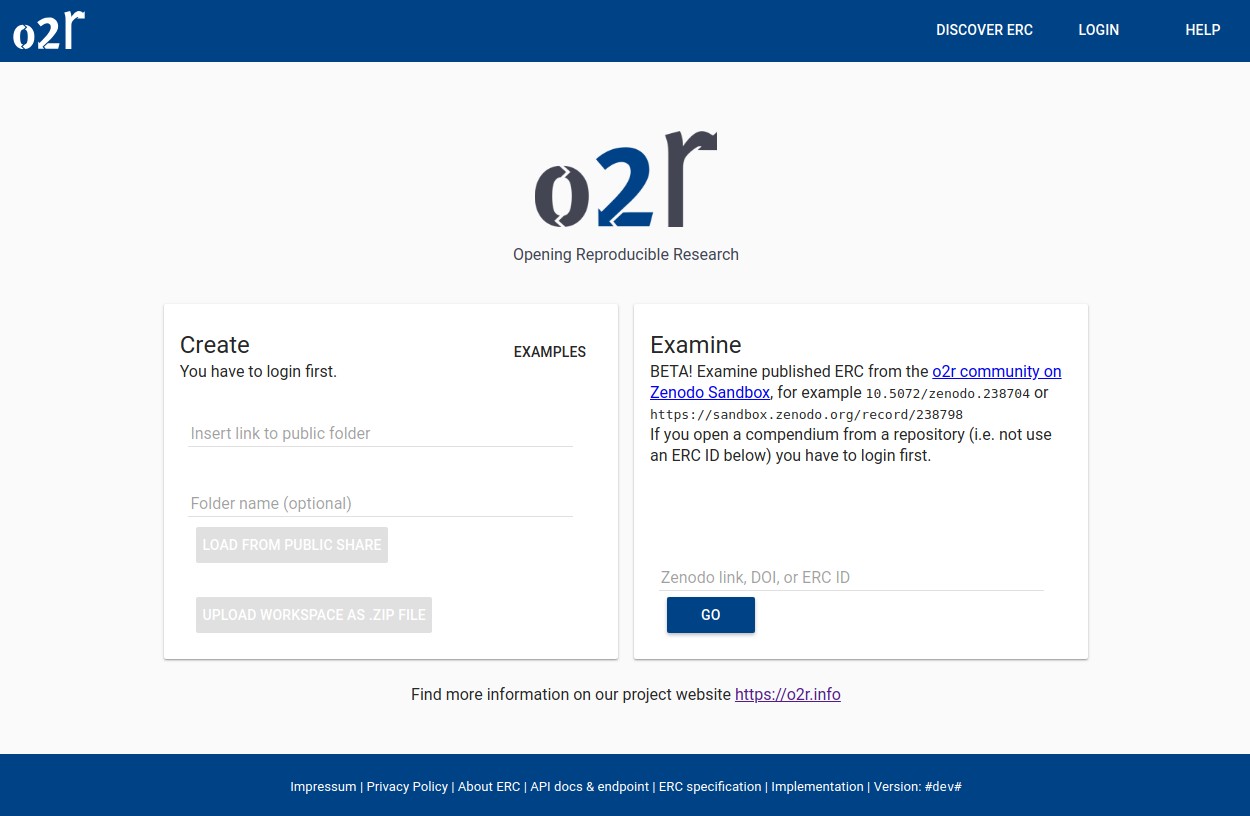 o2r
DISCOVER ERC
LOGIN
HELP
o2r
Opening Reproducible Research
Create
EXAMPLES
You have to login first.
Insert link to public folder
Folder name (optional)
LOAD FROM PUBLIC SHARE
UPLOAD WORKSPACE AS .ZIP FILE
Examine
BETA! Examine published ERC from the o2r community on
Zenodo Sandbox, for example 10.5072/zenodo.238704 or
https://sandbox.zenodo.org/record/238798
If you open a compendium from a repository (i.e. not use
an ERC ID below) you have to login first.
Zenodo link, DOI, or ERC ID
GO
Find more information on our project website https://o2r.info
Impressum | Privacy Policy | About ERC | API docs & endpoint | ERC specification | Implementation | Version: #dev#